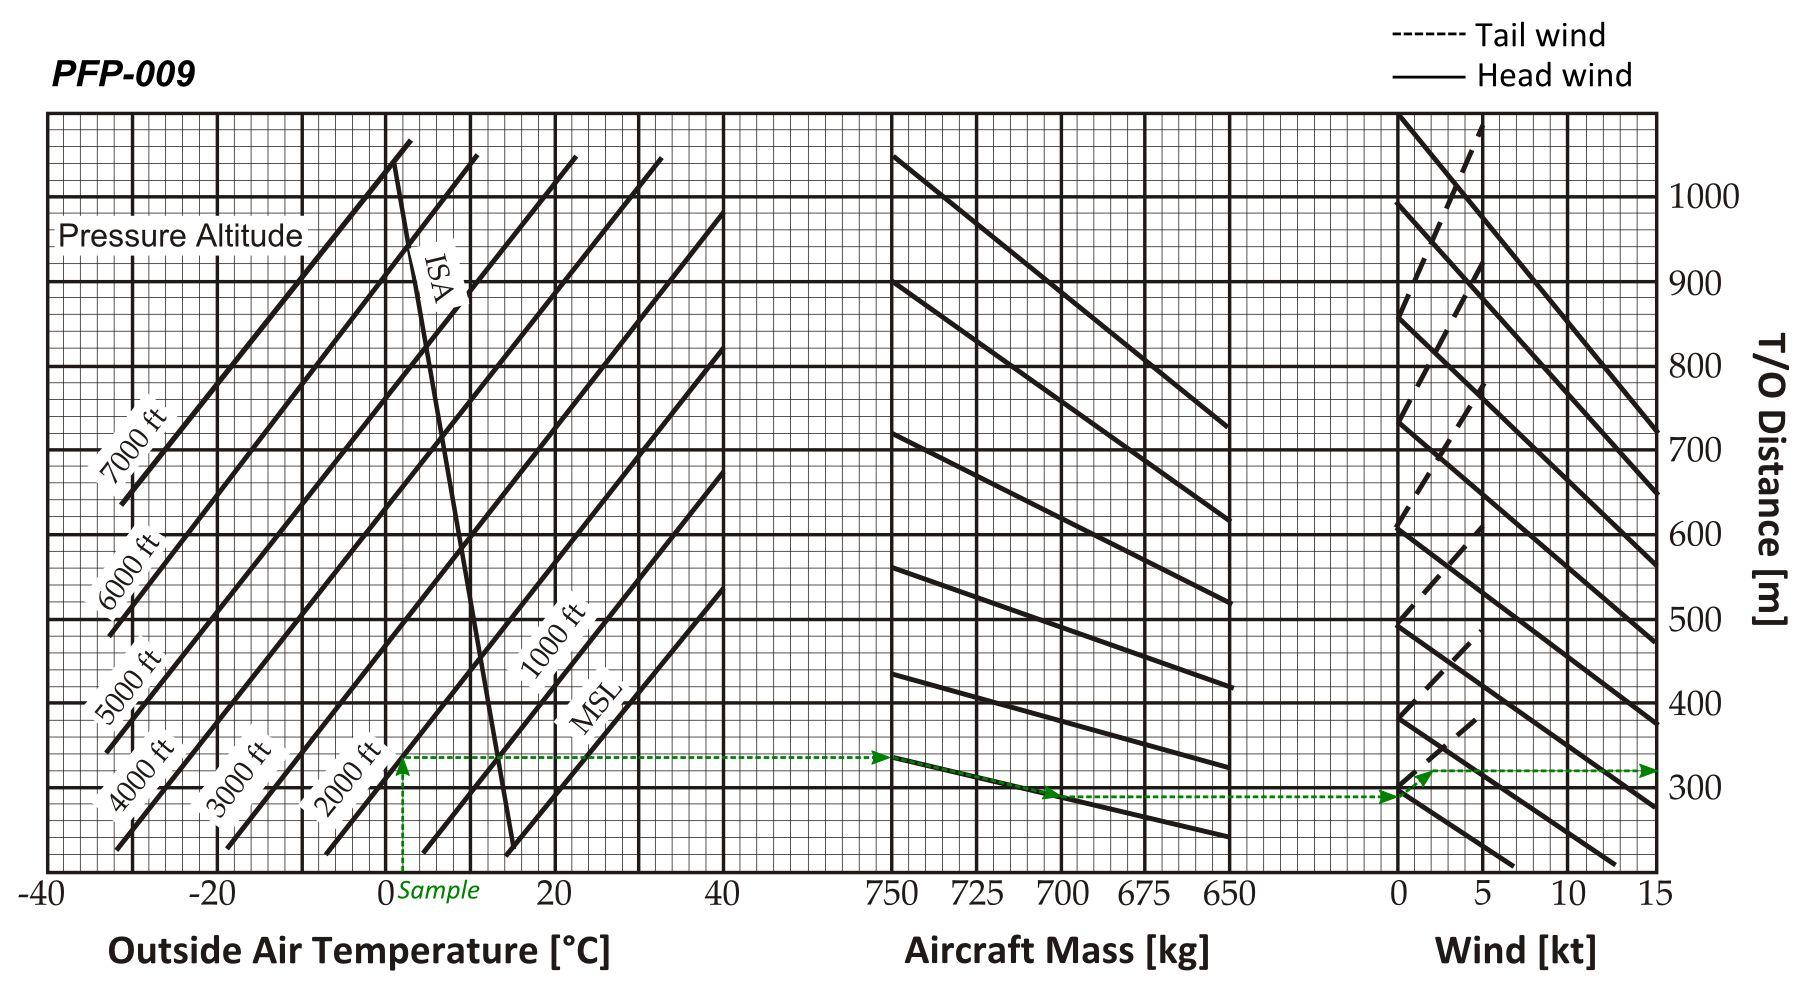 Tail wind
Head wind
PFP-009
Pressure Altitude
ISA
7000 ft
6000 ft
5000 ft
4000 ft
3000 ft
2000 ft
1000 ft
MSL
1000
900
800
700
600
500
400
300
T/O Distance [m]
-40 -20 0 Sample 20 40 750 725 700 675 650 0 5 10 15
Outside Air Temperature [°C] Aircraft Mass [kg] Wind [kt]